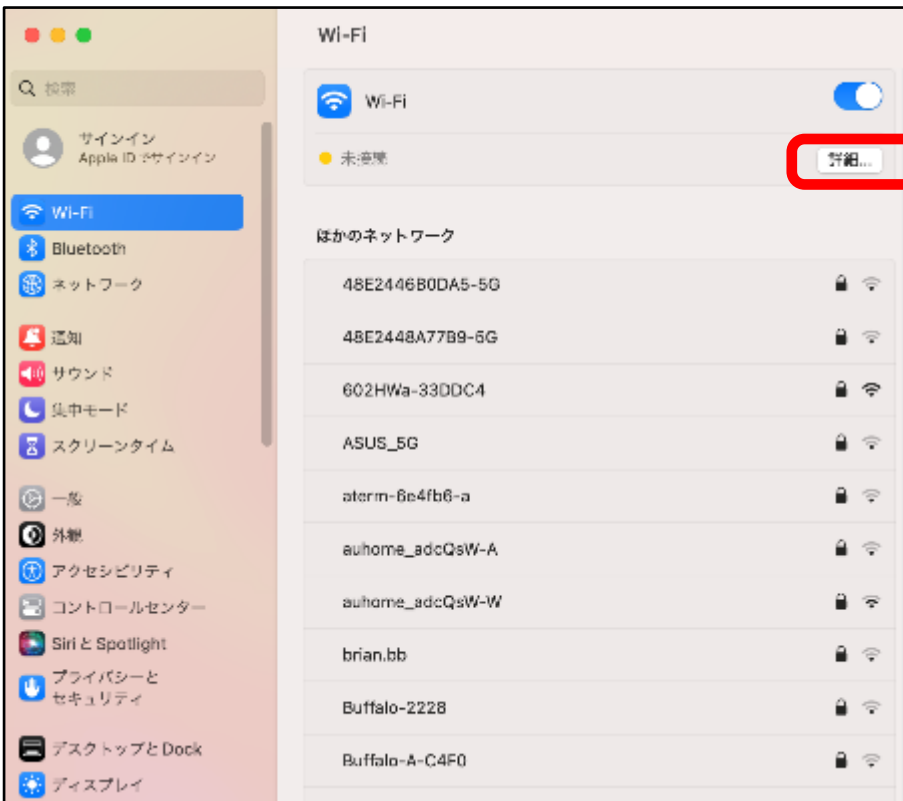 Wi-Fi
検索
サインイン
Apple ID でサインイン
Wi-Fi
Bluetooth
ネットワーク
通知
サウンド
集中モード
スクリーンタイム
一般
外観
アクセシビリティ
コントロールセンター
Siri と Spotlight
プライバシーと
セキュリティ
デスクトップと Dock
ディスプレイ
Wi-Fi
未接続
詳細...
ほかのネットワーク
48E2446B0DA5-5G
48E2448A77B9-5G
602HWa-33DDC4
ASUS_5G
aterm-6e4fb6-a
auhome_adcQsW-A
auhome_adcQsW-W
brian.bb
Buffalo-2228
Buffalo-A-C4F0